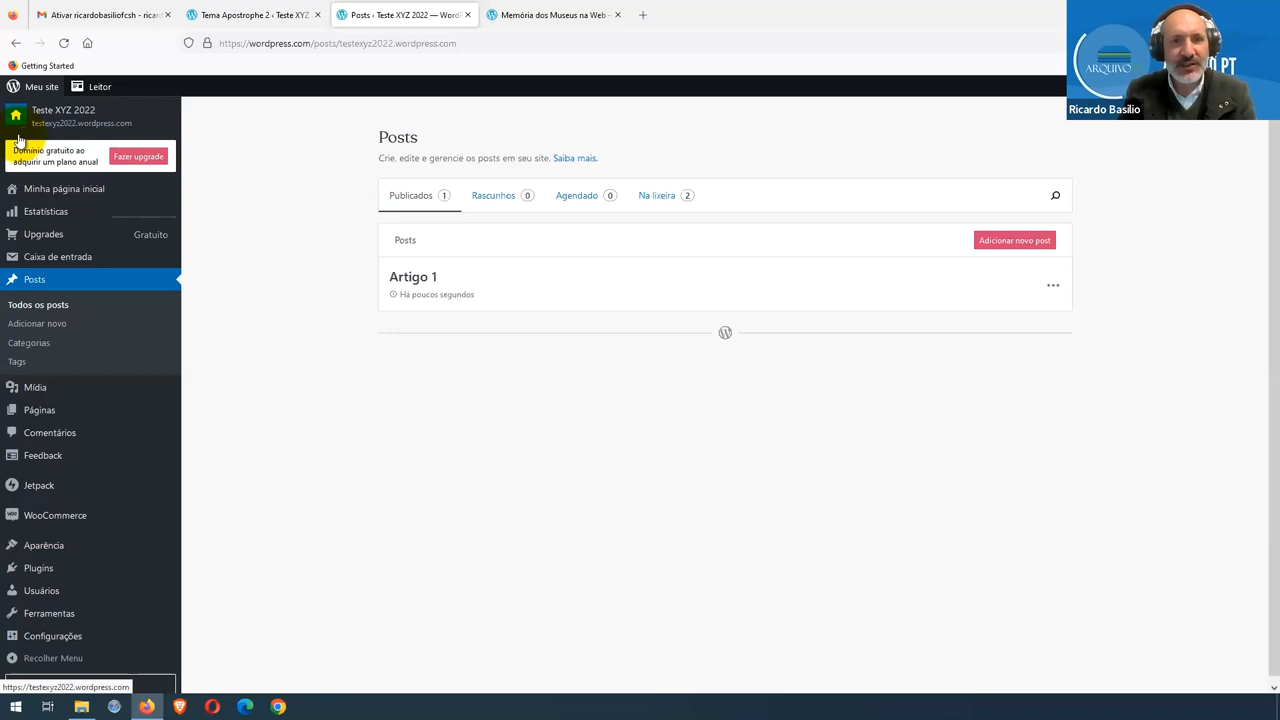 Ativar ricardobasiliofcsh - ricard
Tema Apostrophe 2 ‹ Teste XYZ
Posts ‹ Teste XYZ 2022 — WordP
Memória dos Museus na Web -
https://wordpress.com/posts/testexyz2022.wordpress.com
Getting Started
Meu site
Leitor
ARQUIVO
PT
Ricardo Basílio
Teste XYZ 2022
testexyz2022.wordpress.com
Domínio gratuito ao
adquirir um plano anual
Fazer upgrade
Minha página inicial
Estatísticas
Upgrades
Gratuito
Caixa de entrada
Posts
Todos os posts
Adicionar novo
Categorias
Tags
Mídia
Páginas
Comentários
Feedback
Jetpack
WooCommerce
Aparência
Plugins
Usuários
Ferramentas
Configurações
Recolher Menu
https://testexyz2022.wordpress.com
Posts
Crie, edite e gerencie os posts em seu site. Saiba mais.
Publicados 1
Rascunhos 0
Agendado 0
Na lixeira 2
Posts
Adicionar novo post
Artigo 1
Há poucos segundos